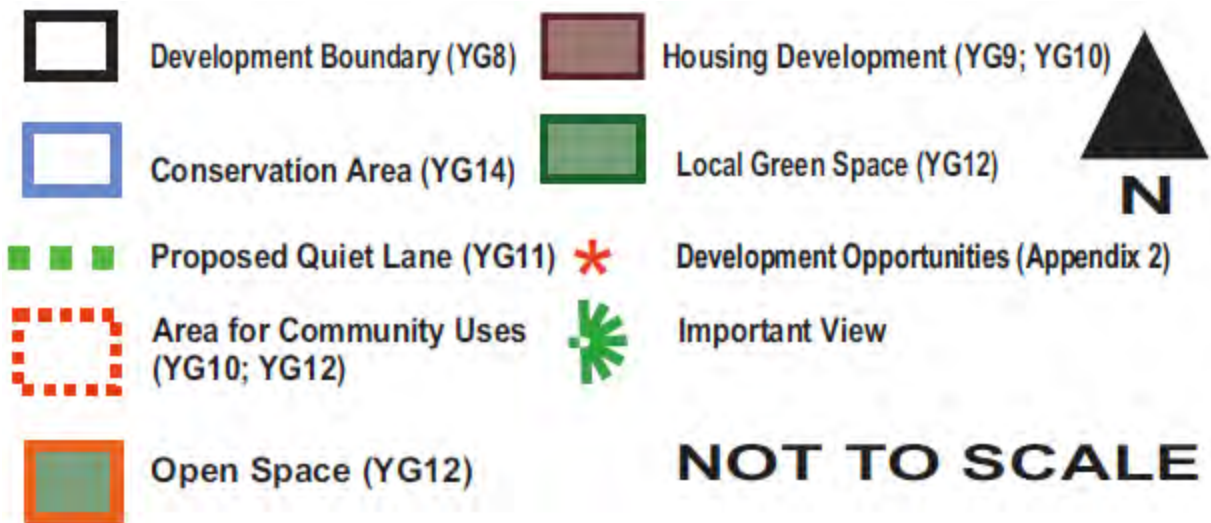 Development Boundary (YG8)
Housing Development (YG9; YG10)
Conservation Area (YG14)
Local Green Space (YG12)
N
Proposed Quiet Lane (YG11)
Development Opportunities (Appendix 2)
Area for Community Uses
(YG10; YG12)
Important View
Open Space (YG12)
NOT TO SCALE